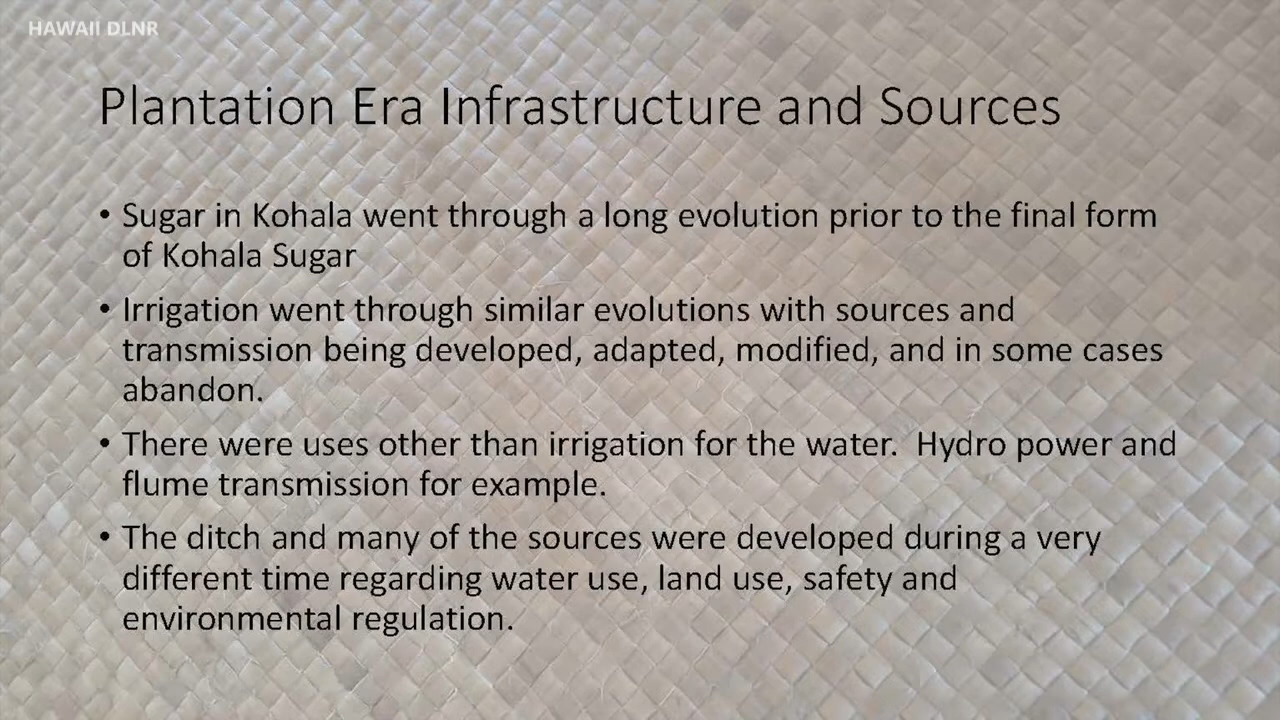 HAWAII DLNR
Plantation Era Infrastructure and Sources
• Sugar in Kohala went through a long evolution prior to the final form
of Kohala Sugar
• Irrigation went through similar evolutions with sources and
transmission being developed, adapted, modified, and in some cases
abandon.
• There were uses other than irrigation for the water.  Hydro power and
flume transmission for example.
• The ditch and many of the sources were developed during a very
different time regarding water use, land use, safety and
environmental regulation.